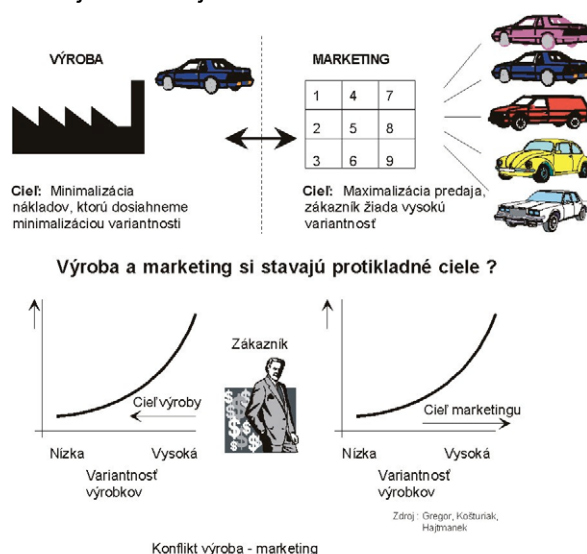 VÝROBA
MARKETING
1 4 7
2 5 8
3 6 9
Cieľ: Minimalizácia
nákladov, ktorú dosiahneme
minimalizáciou variantnosti
Cieľ: Maximalizácia predaja,
zákazník žiada vysokú
variantnosť
Výroba a marketing si stavajú protikladné ciele ?
Zákazník
Cieľ výroby
Cieľ marketingu
Nízka Vysoká
Variantnosť
výrobkov
Nízka Vysoká
Variantnosť
výrobkov
Zdroj : Gregor, Košturiak,
Hajtmanek
Konflikt výroba - marketing